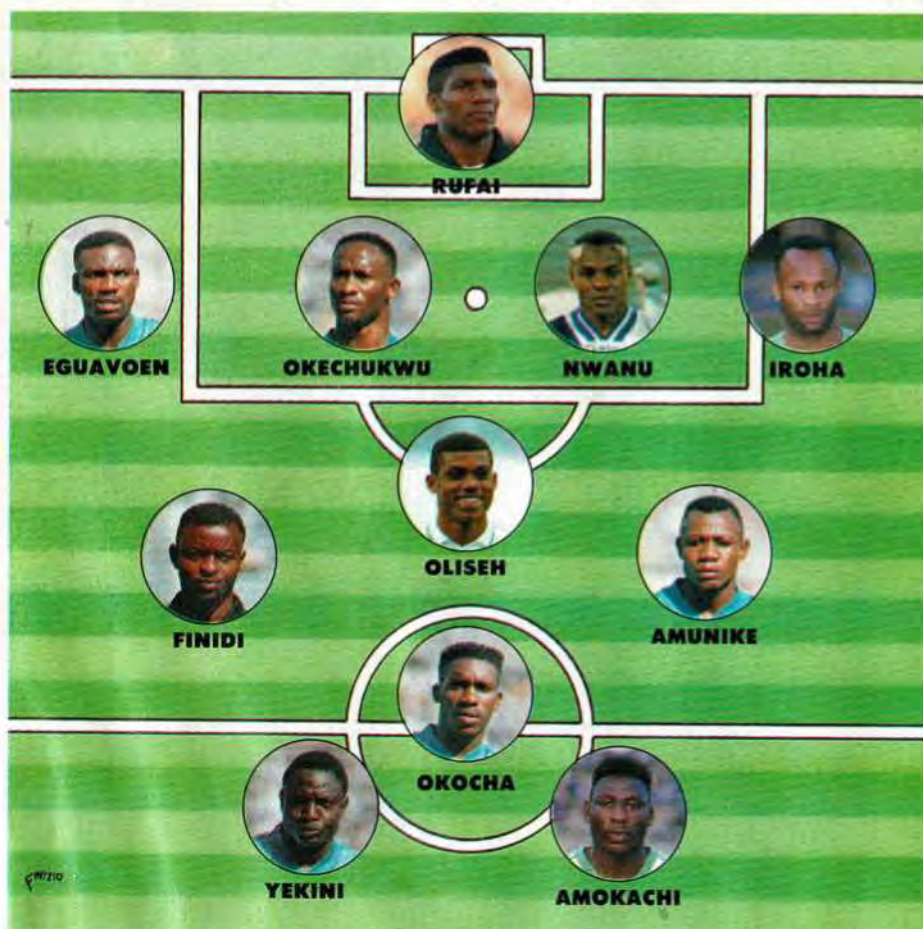 RUFAI
EGUAVOEN
OKECHUKWU
NWANU
IROHA
OLISEH
FINIDI
AMUNIKE
OKOCHA
YEKINI
AMOKACHI